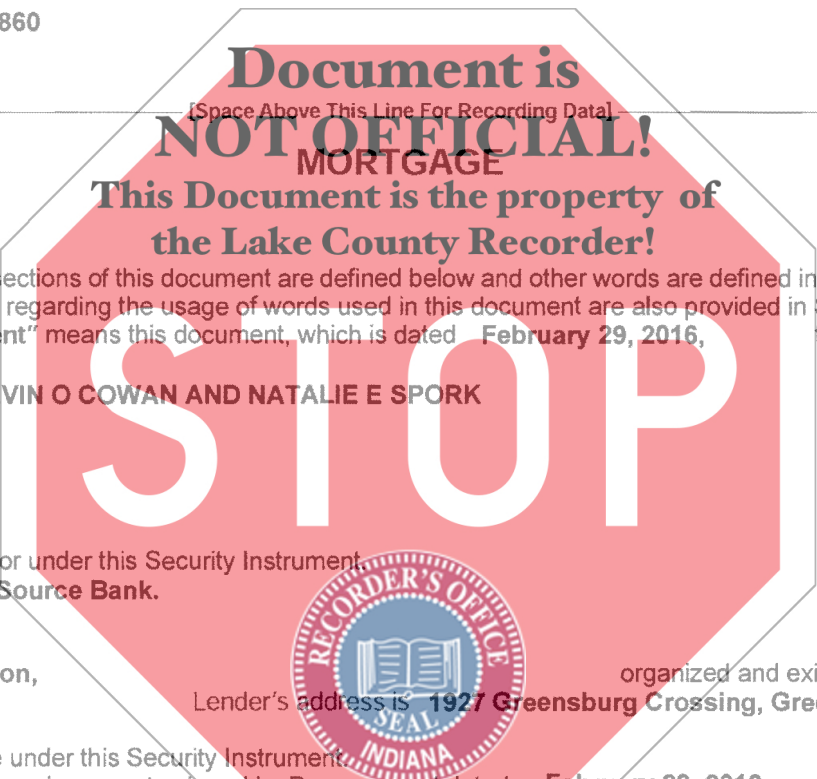 860
Document is
[Space Above This Line For Recording Data]
NOT OFFICIAL!
MORTGAGE
This Document is the property of
the Lake County Recorder!
ections of this document are defined below and other words are defined in
regarding the usage of words used in this document are also provided in
nt" means this document, which is dated February 29, 2016,
VIN O COWAN AND NATALIE E SPORK
STOP
or under this Security Instrument.
Source Bank.
RECORDER'S OFFICE
on, organized and exi
Lender's address is 1927 Greensburg Crossing, Gree
SEAL
INDIANA
e under this Security Instrument.